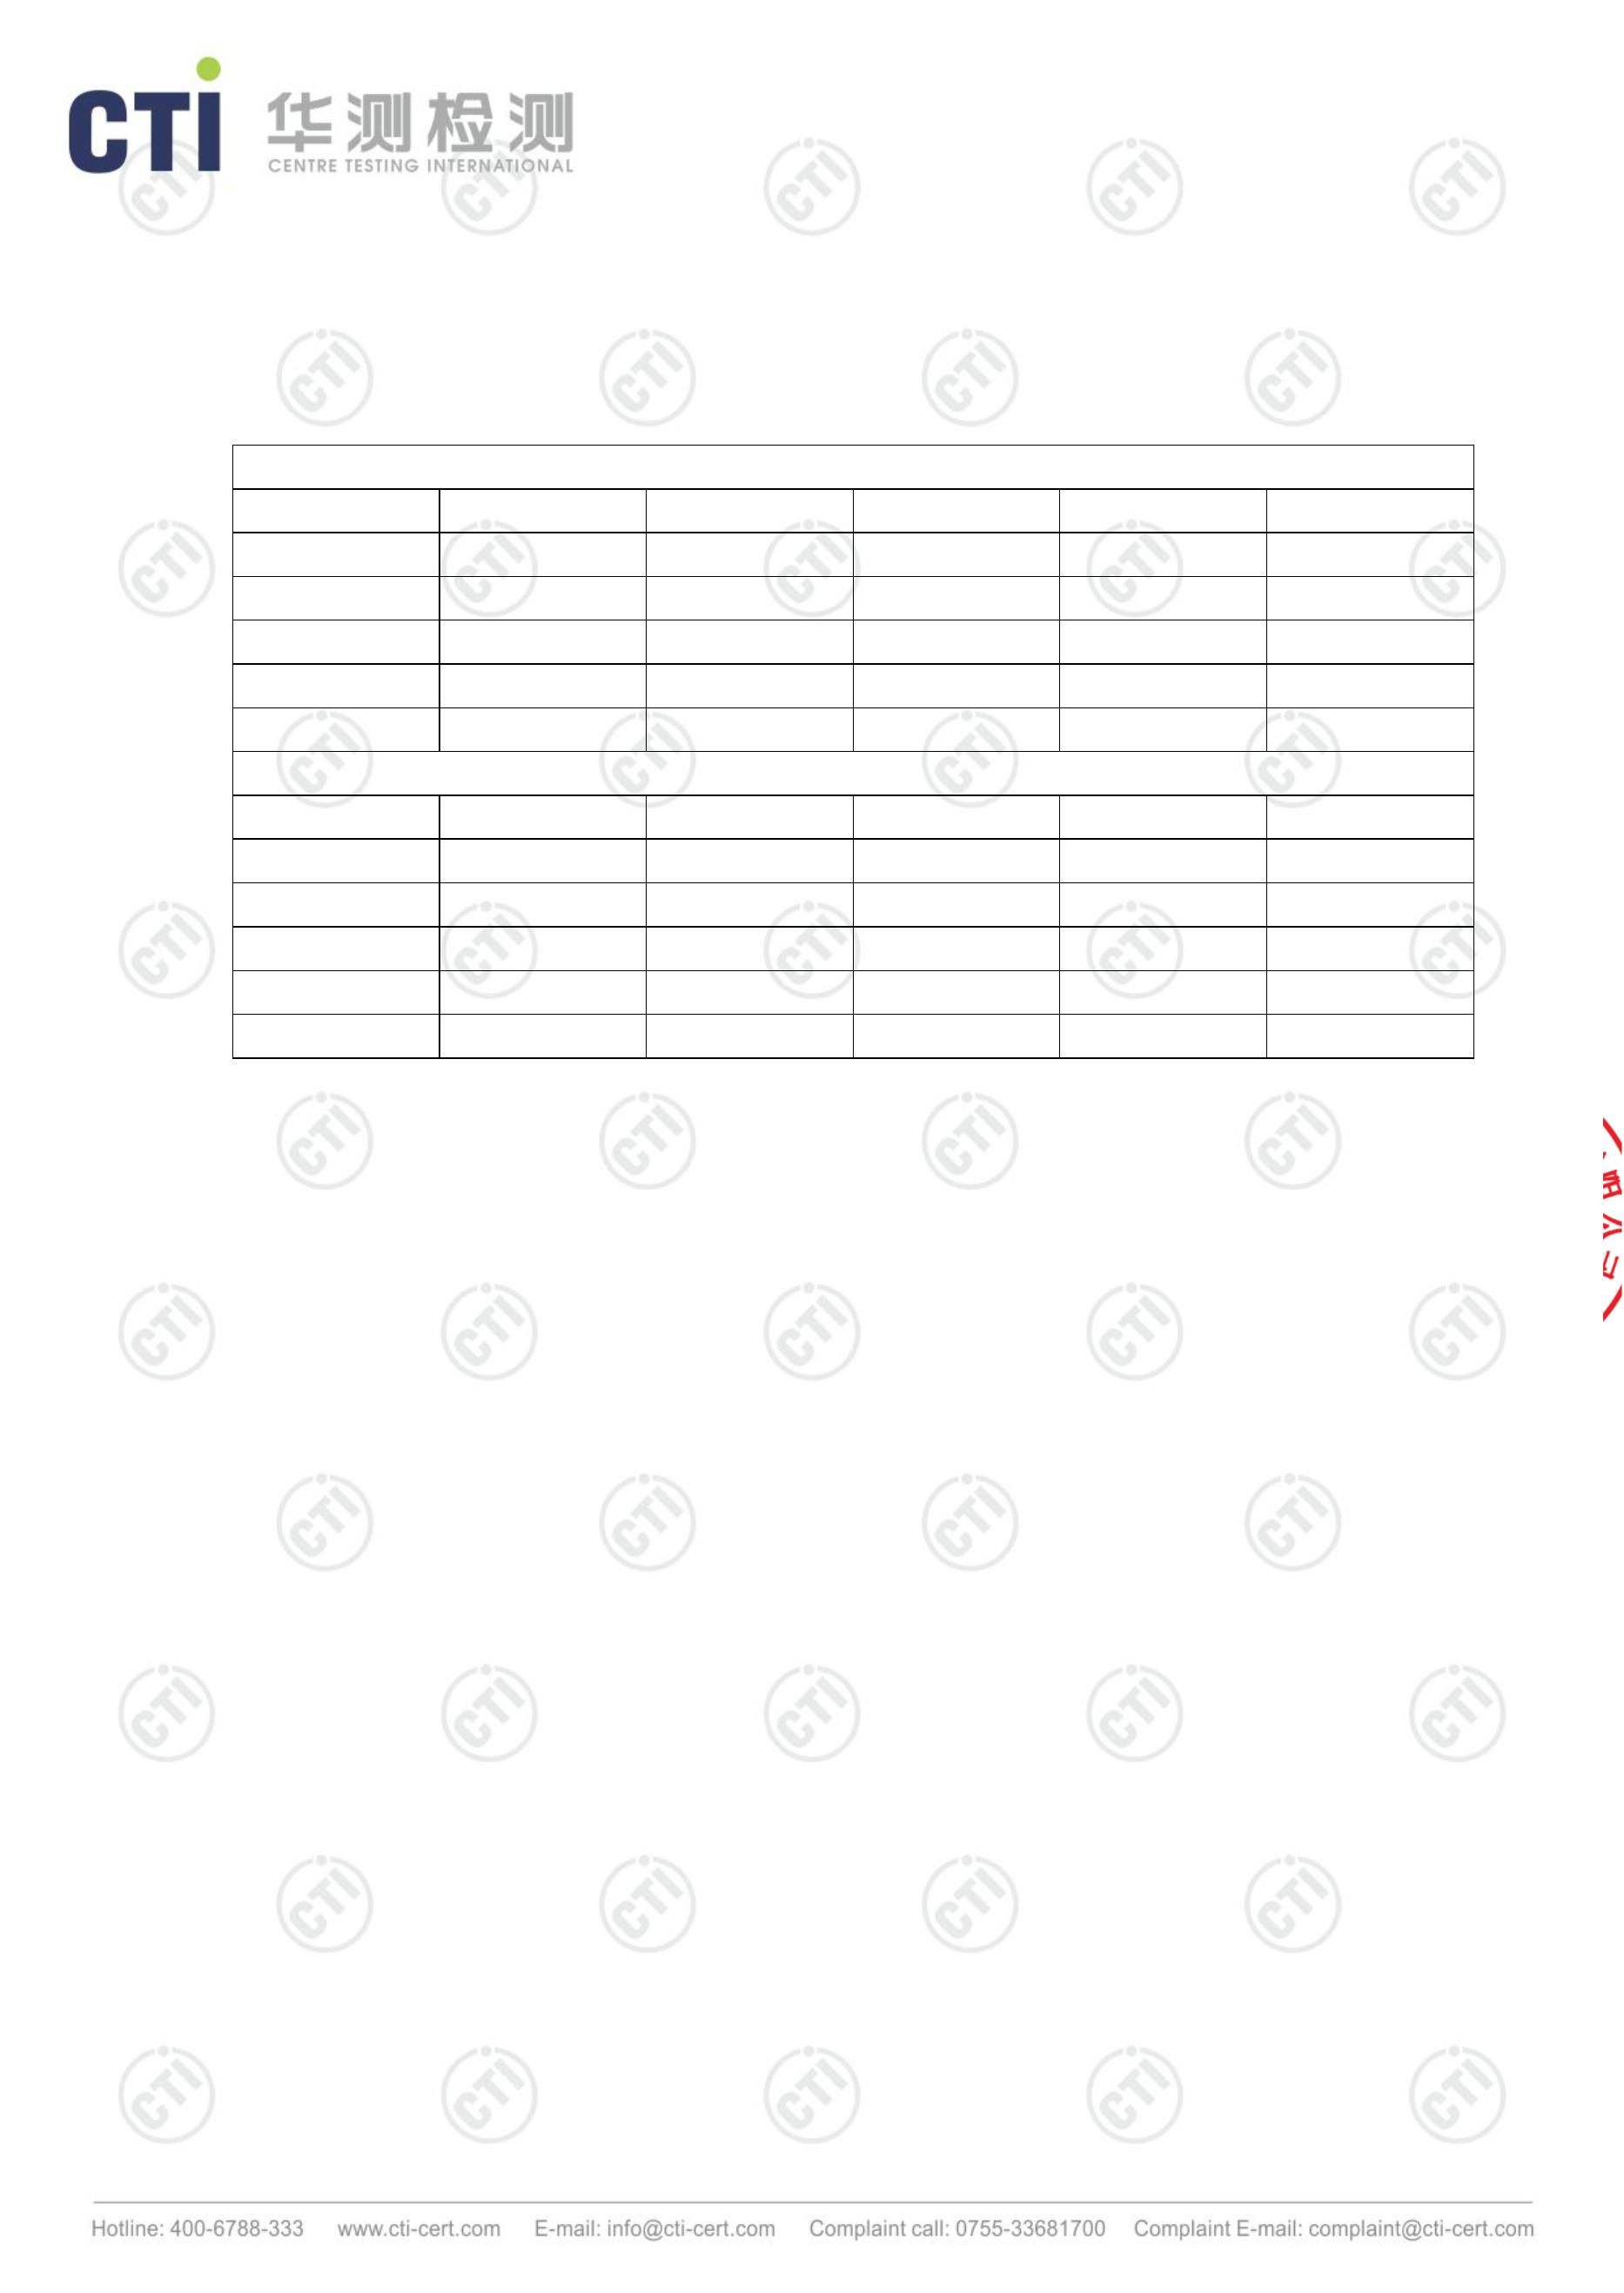 CTI 华测检测
CENTRE TESTING INTERNATIONAL
Hotline: 400-6788-333 www.cti-cert.com E-mail: info@cti-cert.com Complaint call: 0755-33681700 Complaint E-mail: complaint@cti-cert.com